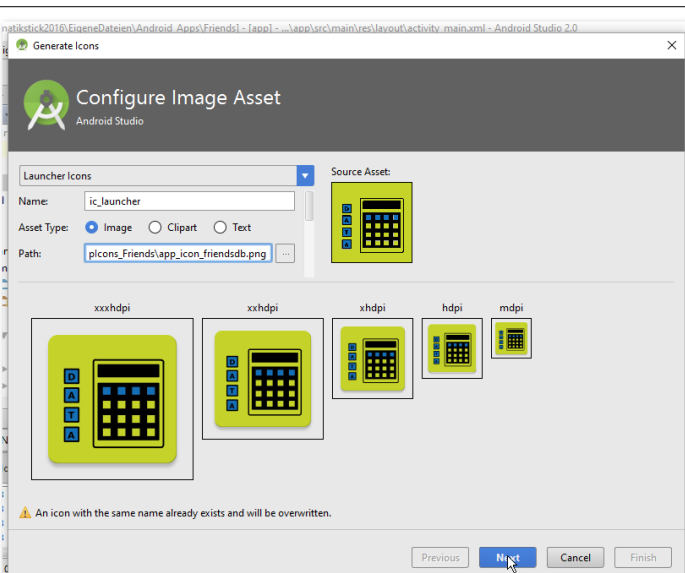 natikstick2016\EigeneDateien\Android_Apps\Friends] - [app] - ...\app\src\main\res\layout\activity_main.xml - Android Studio 2.0
Generate Icons
Configure Image Asset
Android Studio
Launcher Icons
Source Asset:
Name:
ic_launcher
Asset Type:
Image
Clipart
Text
Path:
pIcons_Friends\app_icon_friendsdb.png
...
D
A
T
A
xxxhdpi
xxhdpi
xhdpi
hdpi
mdpi
D
A
T
A
D
A
T
A
D
A
T
A
D
A
T
A
An icon with the same name already exists and will be overwritten.
Previous
Next
Cancel
Finish